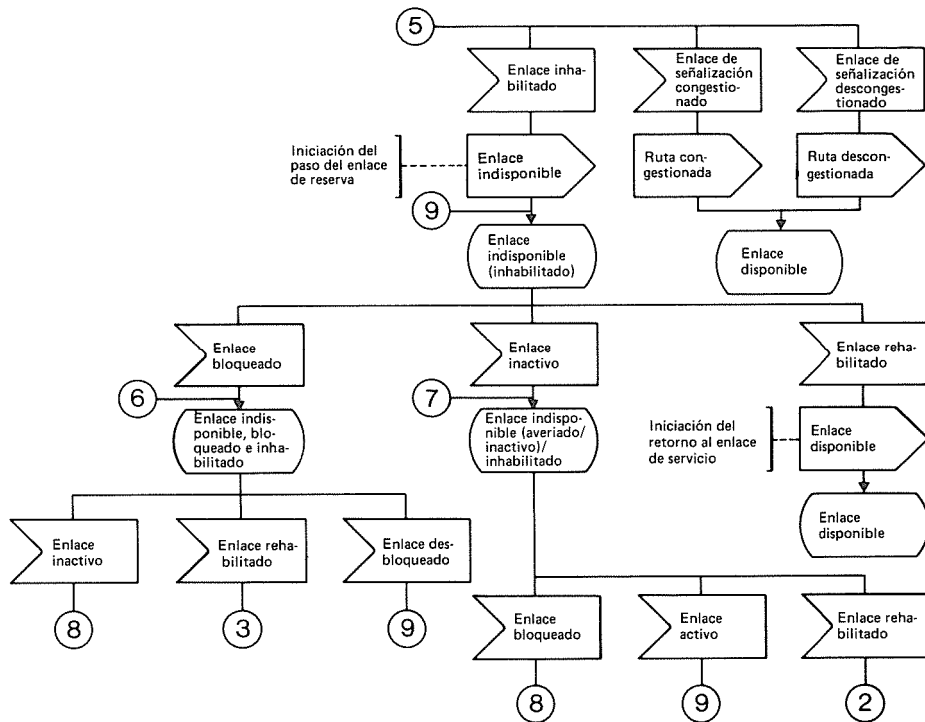 5
Enlace inha-
bilitado
Enlace de
señalización
congestio-
nado
Enlace de
señalización
desconges-
tionado
Iniciación del
paso del enlace
de reserva
Enlace
indisponible
Ruta con-
gestionada
Ruta descon-
gestionada
9
Enlace
indisponible
(inhabilitado)
Enlace
disponible
Enlace
bloqueado
Enlace
inactivo
Enlace reha-
bilitado
6
7
Enlace indis-
ponible, blo-
queado e inha-
bilitado
Enlace indispo-
nible (averiado/
inactivo)/
inhabilitado
Iniciación del
retorno al enlace
de servicio
Enlace
disponible
Enlace
disponible
Enlace
inactivo
Enlace reha-
bilitado
Enlace des-
bloqueado
8
3
9
Enlace
bloqueado
Enlace
activo
Enlace reha-
bilitado
8
9
2